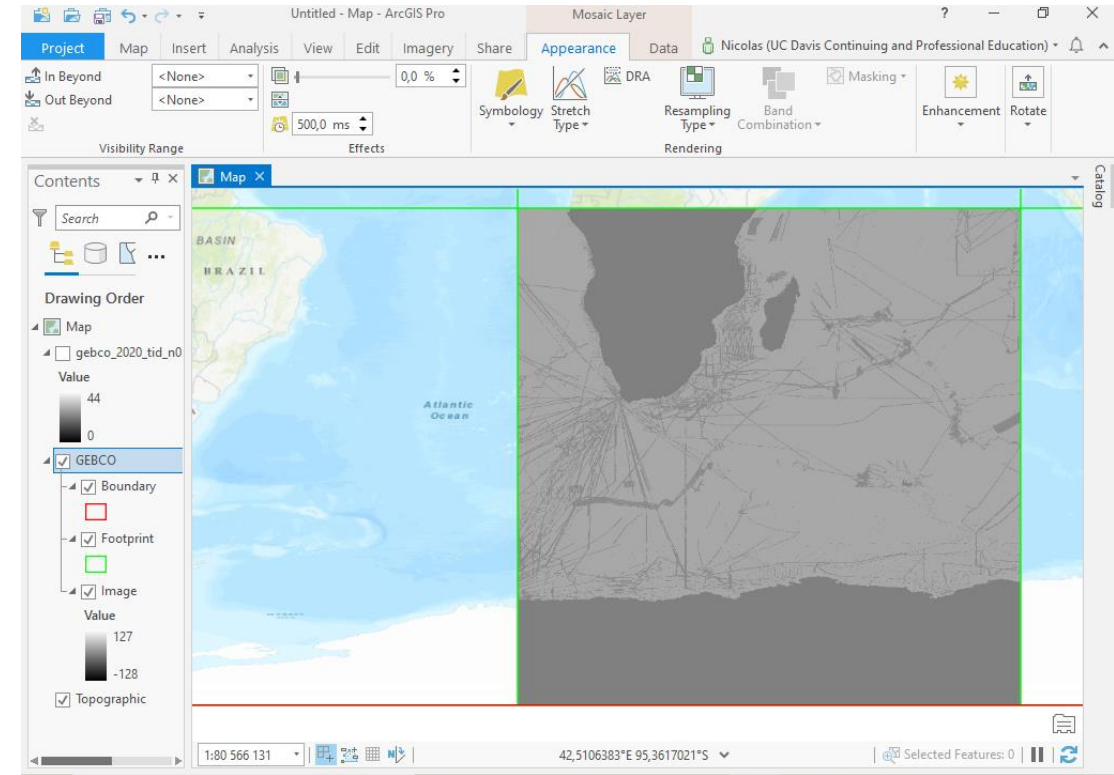 Untitled - Map - ArcGIS Pro
Mosaic Layer
?
Project Map Insert Analysis View Edit Imagery Share Appearance Data Nicolas (UC Davis Continuing and Professional Education)
In Beyond <None>
Out Beyond <None>
Visibility Range
0,0 %
500,0 ms
Effects
Symbology
Stretch Type
DRA
Resampling Type
Band Combination
Masking
Rendering
Enhancement
Rotate
Contents
Search
Drawing Order
Map
gebco_2020_tid_n0
Value
44
0
GEBCO
Boundary
Footprint
Image
Value
127
-128
Topographic
Map
BASIN
BRAZIL
Atlantic
Ocean
Catalog
1:80 566 131
42,5106383°E 95,3617021°S
Selected Features: 0